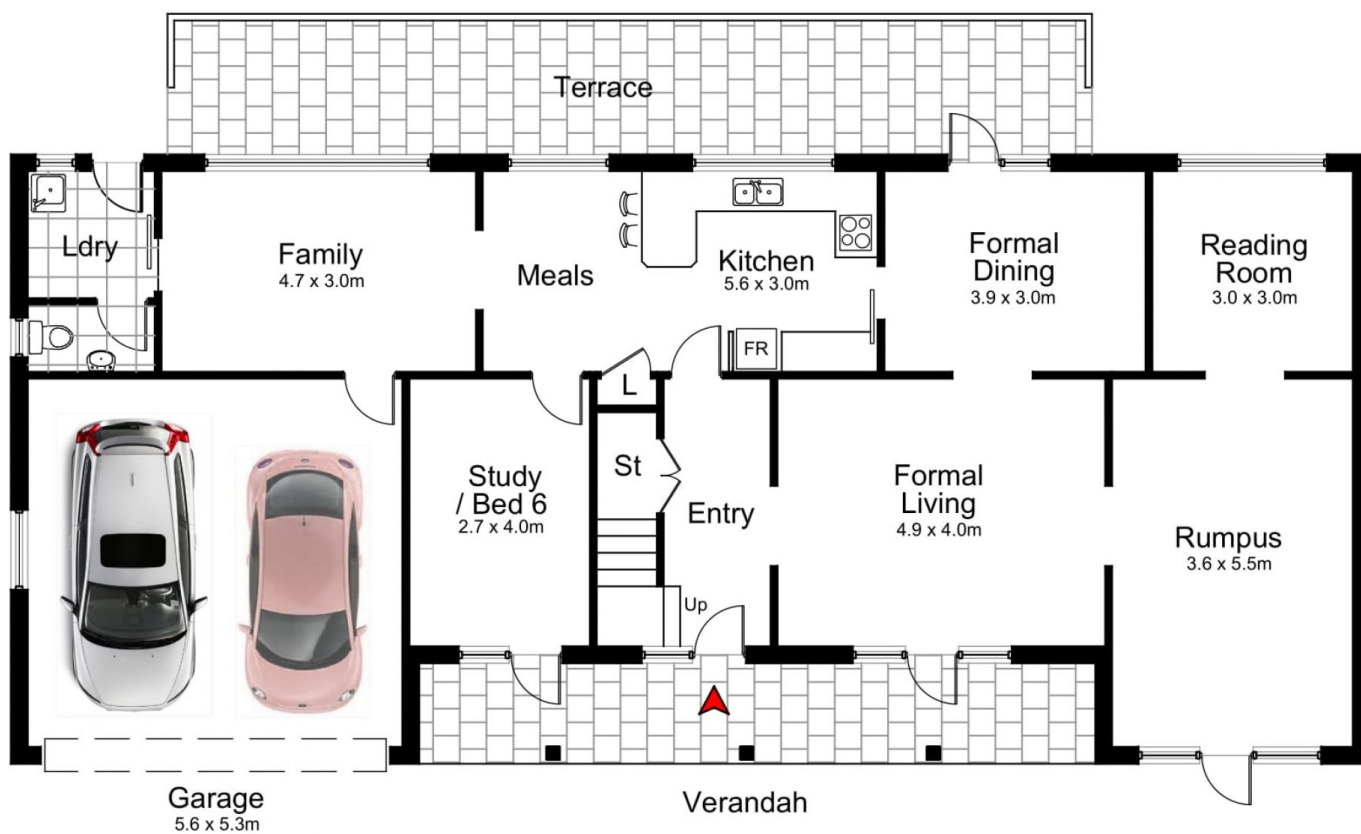 Terrace
Ldry
Family
4.7 x 3.0m
Meals
Kitchen
5.6 x 3.0m
FR
Formal
Dining
3.9 x 3.0m
Reading
Room
3.0 x 3.0m
L
St
Study
/ Bed 6
2.7 x 4.0m
Entry
Up
Formal
Living
4.9 x 4.0m
Rumpus
3.6 x 5.5m
Garage
5.6 x 5.3m
Verandah